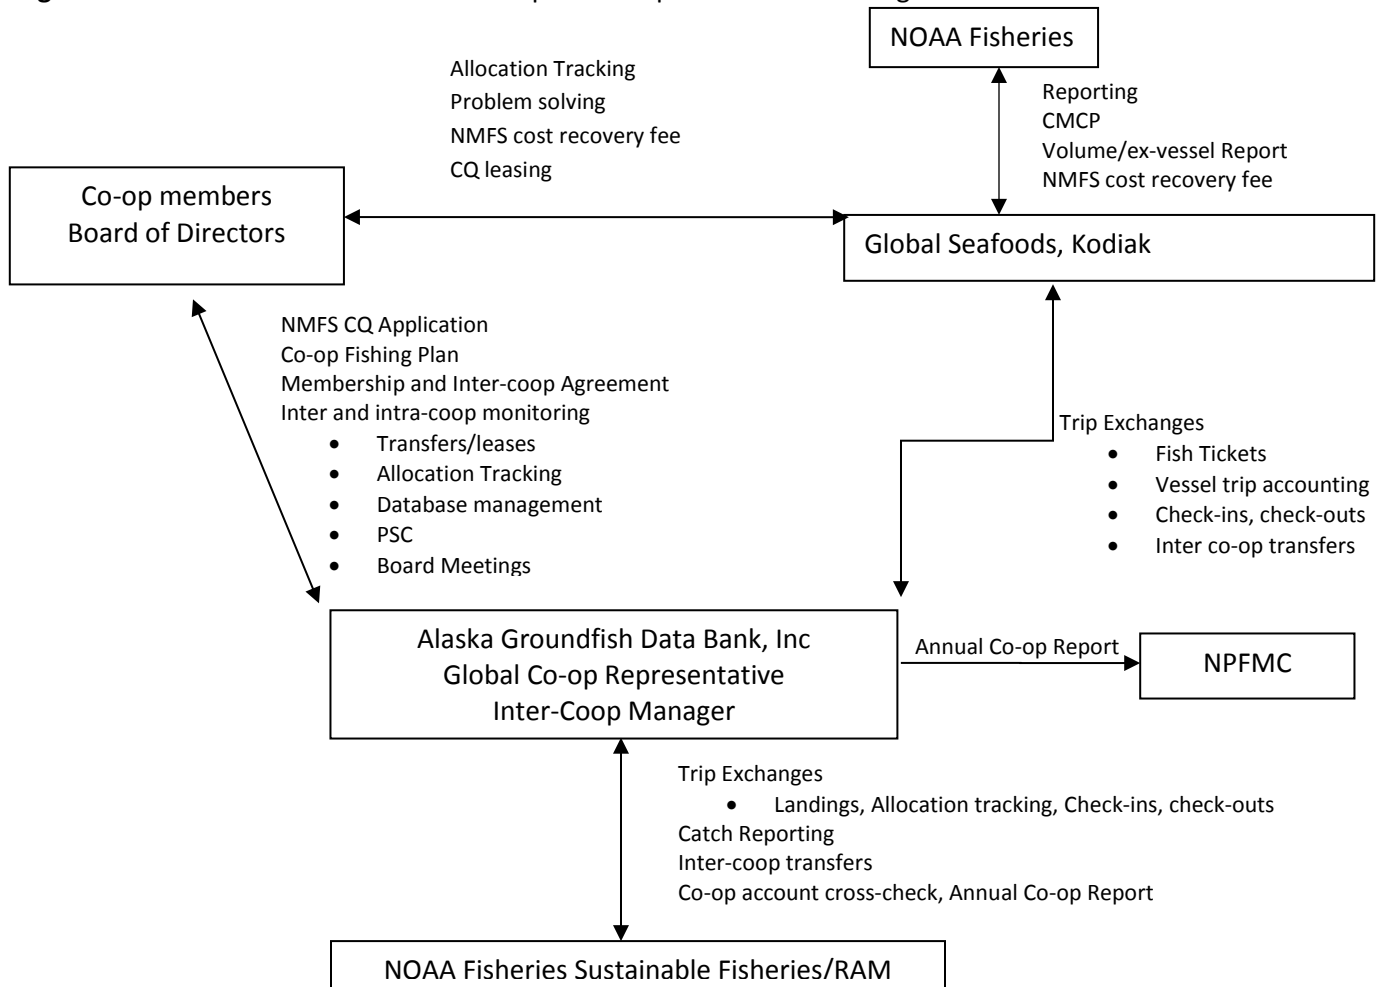 NOAA Fisheries
Allocation Tracking
Problem solving
NMFS cost recovery fee
CQ leasing
Reporting
CMCP
Volume/ex-vessel Report
NMFS cost recovery fee
Co-op members
Board of Directors
Global Seafoods, Kodiak
NMFS CQ Application
Co-op Fishing Plan
Membership and Inter-coop Agreement
Inter and intra-coop monitoring
• Transfers/leases
• Allocation Tracking
• Database management
• PSC
• Board Meetings
Trip Exchanges
• Fish Tickets
• Vessel trip accounting
• Check-ins, check-outs
• Inter co-op transfers
Alaska Groundfish Data Bank, Inc
Global Co-op Representative
Inter-Coop Manager
Annual Co-op Report
NPFMC
Trip Exchanges
• Landings, Allocation tracking, Check-ins, check-outs
Catch Reporting
Inter-coop transfers
Co-op account cross-check, Annual Co-op Report
NOAA Fisheries Sustainable Fisheries/RAM